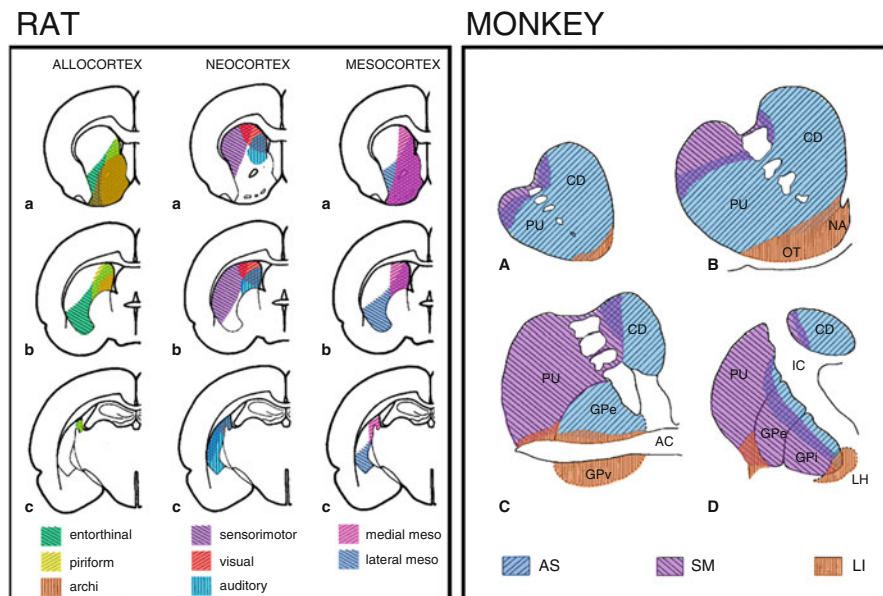 RAT
ALLOCORTEX NEOCORTEX MESOCORTEX
a a a
b b b
c c c
entorthinal sensorimotor medial meso
piriform visual lateral meso
archi auditory
MONKEY
CD
PU
A
CD
PU
NA
OT
B
CD
PU
GPe
AC
GPv
C
CD
PU
IC
GPe
GPi
LH
D
AS SM LI